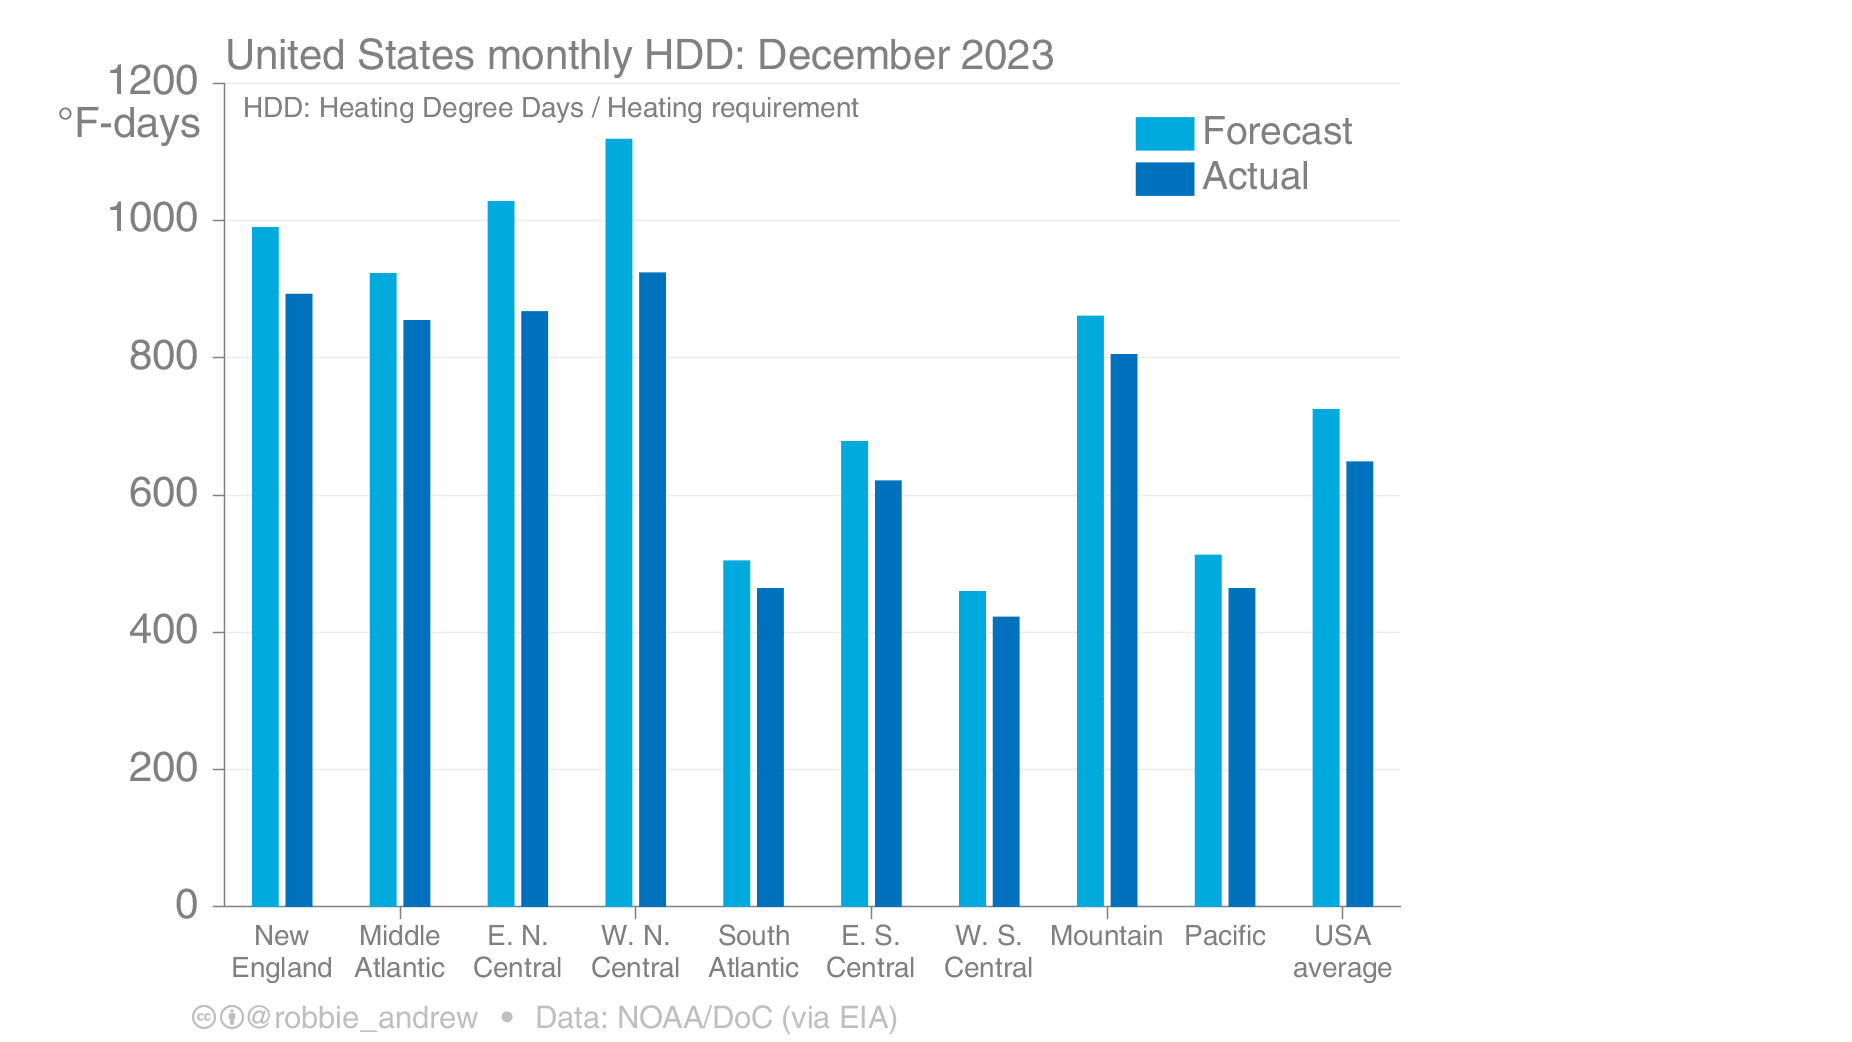 United States monthly HDD: December 2023
1200
°F-days
HDD: Heating Degree Days / Heating requirement
Forecast
Actual
1000
800
600
400
200
0
New England
Middle Atlantic
E. N. Central
W. N. Central
South Atlantic
E. S. Central
W. S. Central
Mountain
Pacific
USA average
cc @robbie_andrew • Data: NOAA/DoC (via EIA)